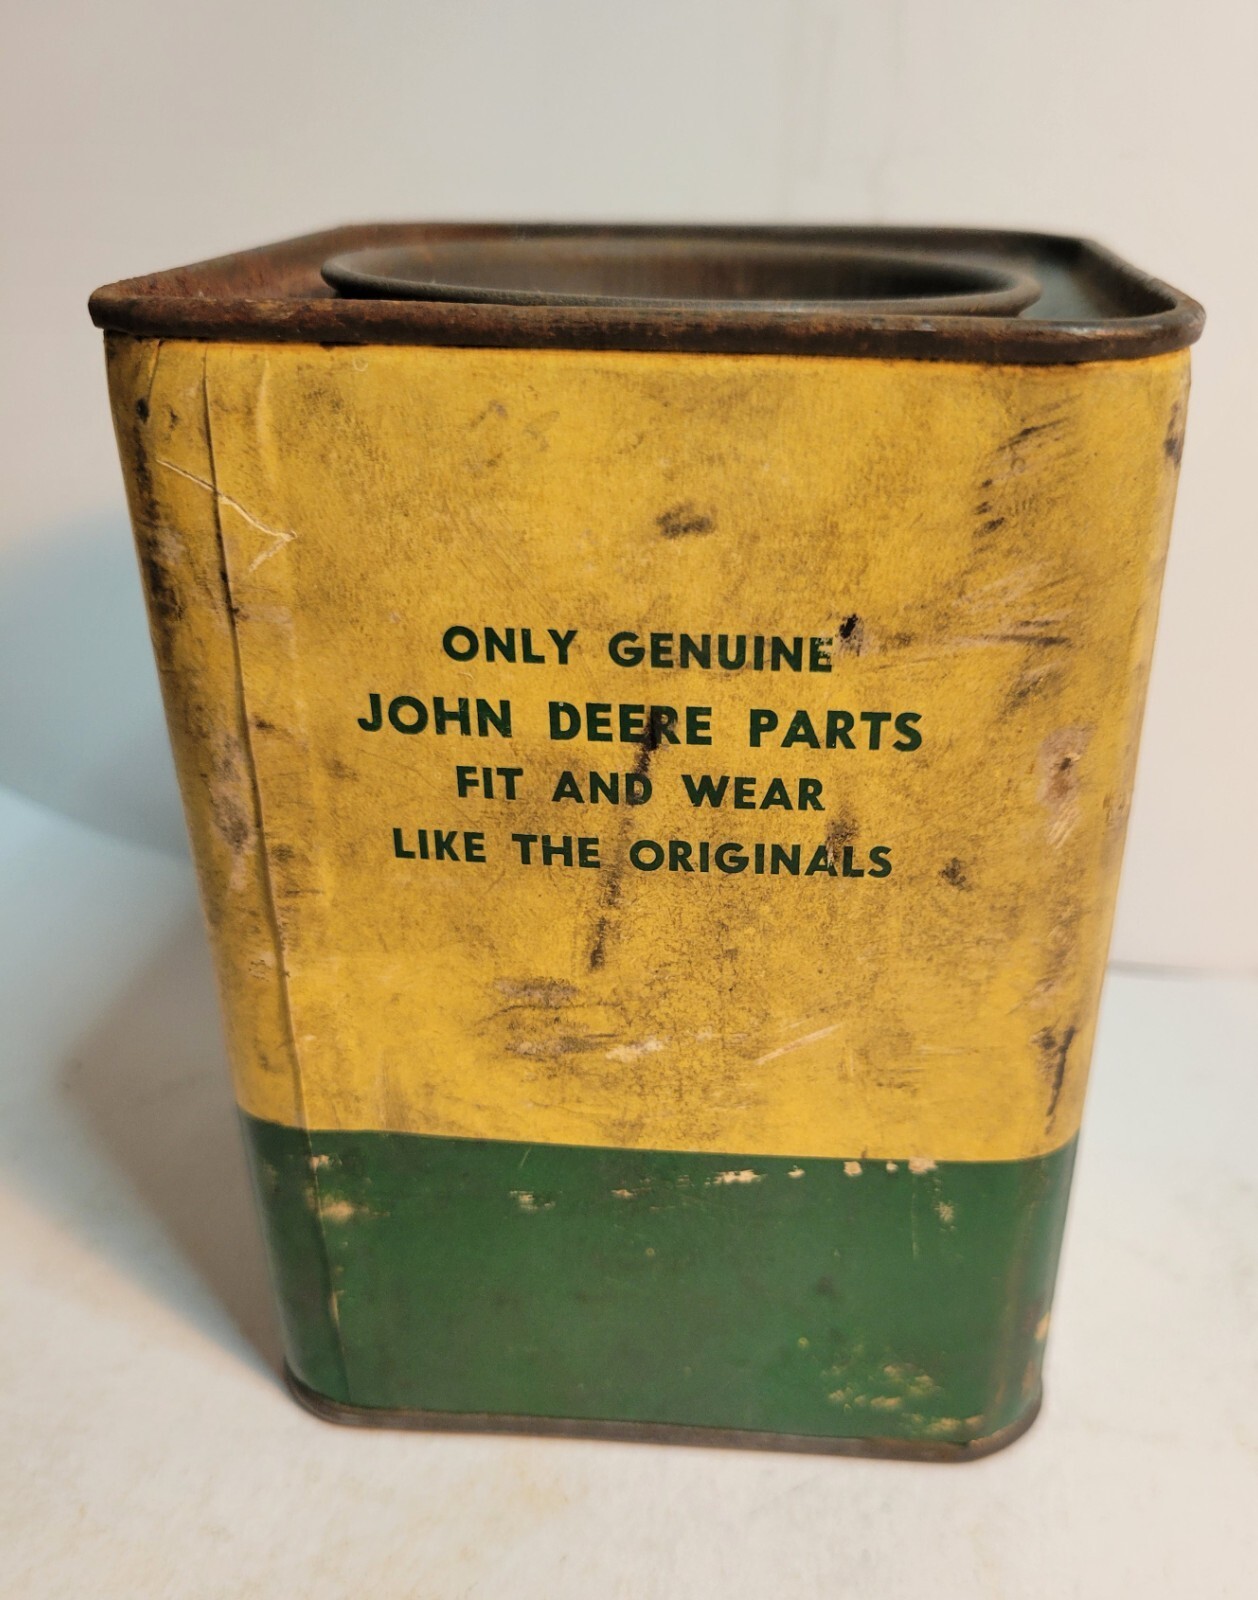 ONLY GENUINE
JOHN DEERE PARTS
FIT AND WEAR
LIKE THE ORIGINALS